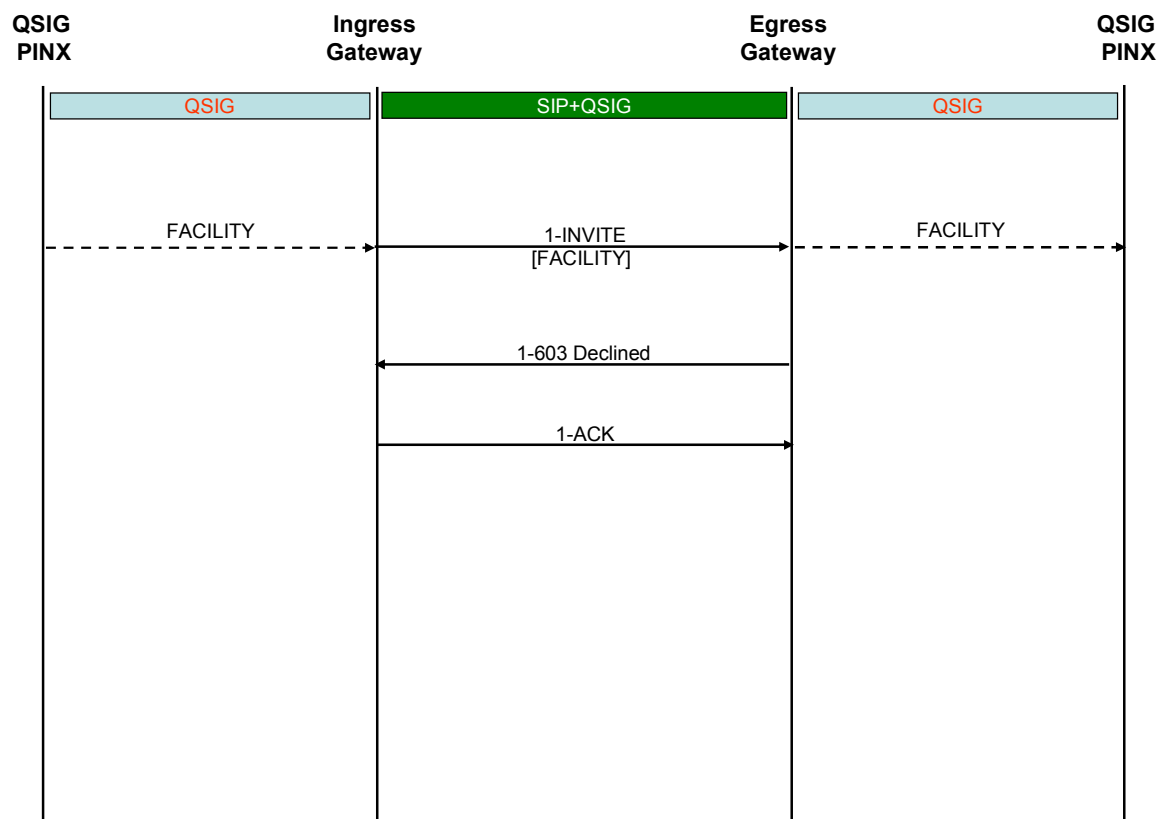 QSIG
PINX
Ingress
Gateway
Egress
Gateway
QSIG
PINX
QSIG
SIP+QSIG
QSIG
FACILITY
1-INVITE
[FACILITY]
FACILITY
1-603 Declined
1-ACK